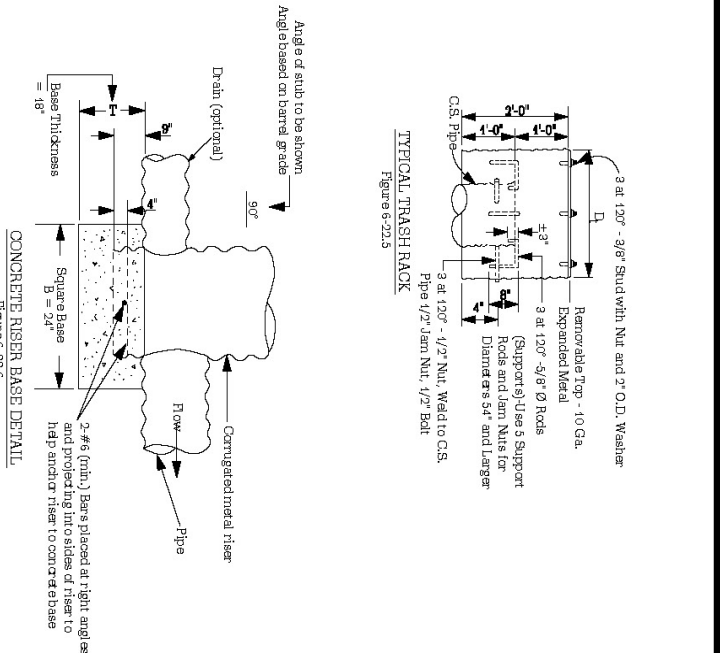 3 at 120° - 3/8" Stud with Nut and 2" O.D. Washer
Removable Top - 10 Ga.
Expanded Metal
3 at 120° -5/8" Ø Rods
(Supports)-Use 5 Support
Rods and Jam Nuts for
Diameters 54" and Larger
3 at 120° - 1/2" Nut, Weld to C.S.
Pipe 1/2" Jam Nut, 1/2" Bolt
D
2'-0"
1'-0"
1'-0"
±3"
8"
4"
C.S. Pipe
TYPICAL TRASH RACK
Figure 6-22.5
Angle of stub to be shown
Angle based on barrel grade
90°
Drain (optional)
Corrugated metal riser
Flow
Pipe
9"
T
4"
Base Thickness
= 18"
Square Base
B = 24"
2-#6 (min.) Bars placed at right angles
and projecting into sides of riser to
help anchor riser to concrete base
CONCRETE RISER BASE DETAIL